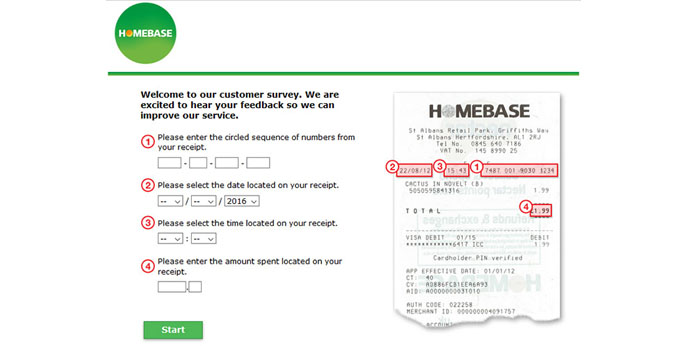 HOMEBASE
Welcome to our customer survey. We are
excited to hear your feedback so we can
improve our service.
1 Please enter the circled sequence of numbers from
your receipt.
- - -
2 Please select the date located on your receipt.
-- / -- / 2016
3 Please select the time located on your receipt.
-- : --
4 Please enter the amount spent located on your
receipt.
.
Start
HOMEBASE
St Albans Retail Park, Griffiths Way
St Albans Hertfordshire, AL1 2RJ
Tel No. 0845 640 7186
VAT No. 145 8990 25
2 3 1
22/08/12 15:43 7487 001 9030 1234
CACTUS IN NOVELT (B)
5050595841316 1.99
4
TOTAL £1.99
VISA DEBIT 01/15 DEBIT
************6417 ICC 1.99
Cardholder PIN verified
APP EFFECTIVE DATE: 01/01/12
CT: 40
CV: AD886FCB1EEA6A93
AID: A0000000031010
AUTH CODE: 022258
MERCHANT ID: 000000004091757
ACCOUN